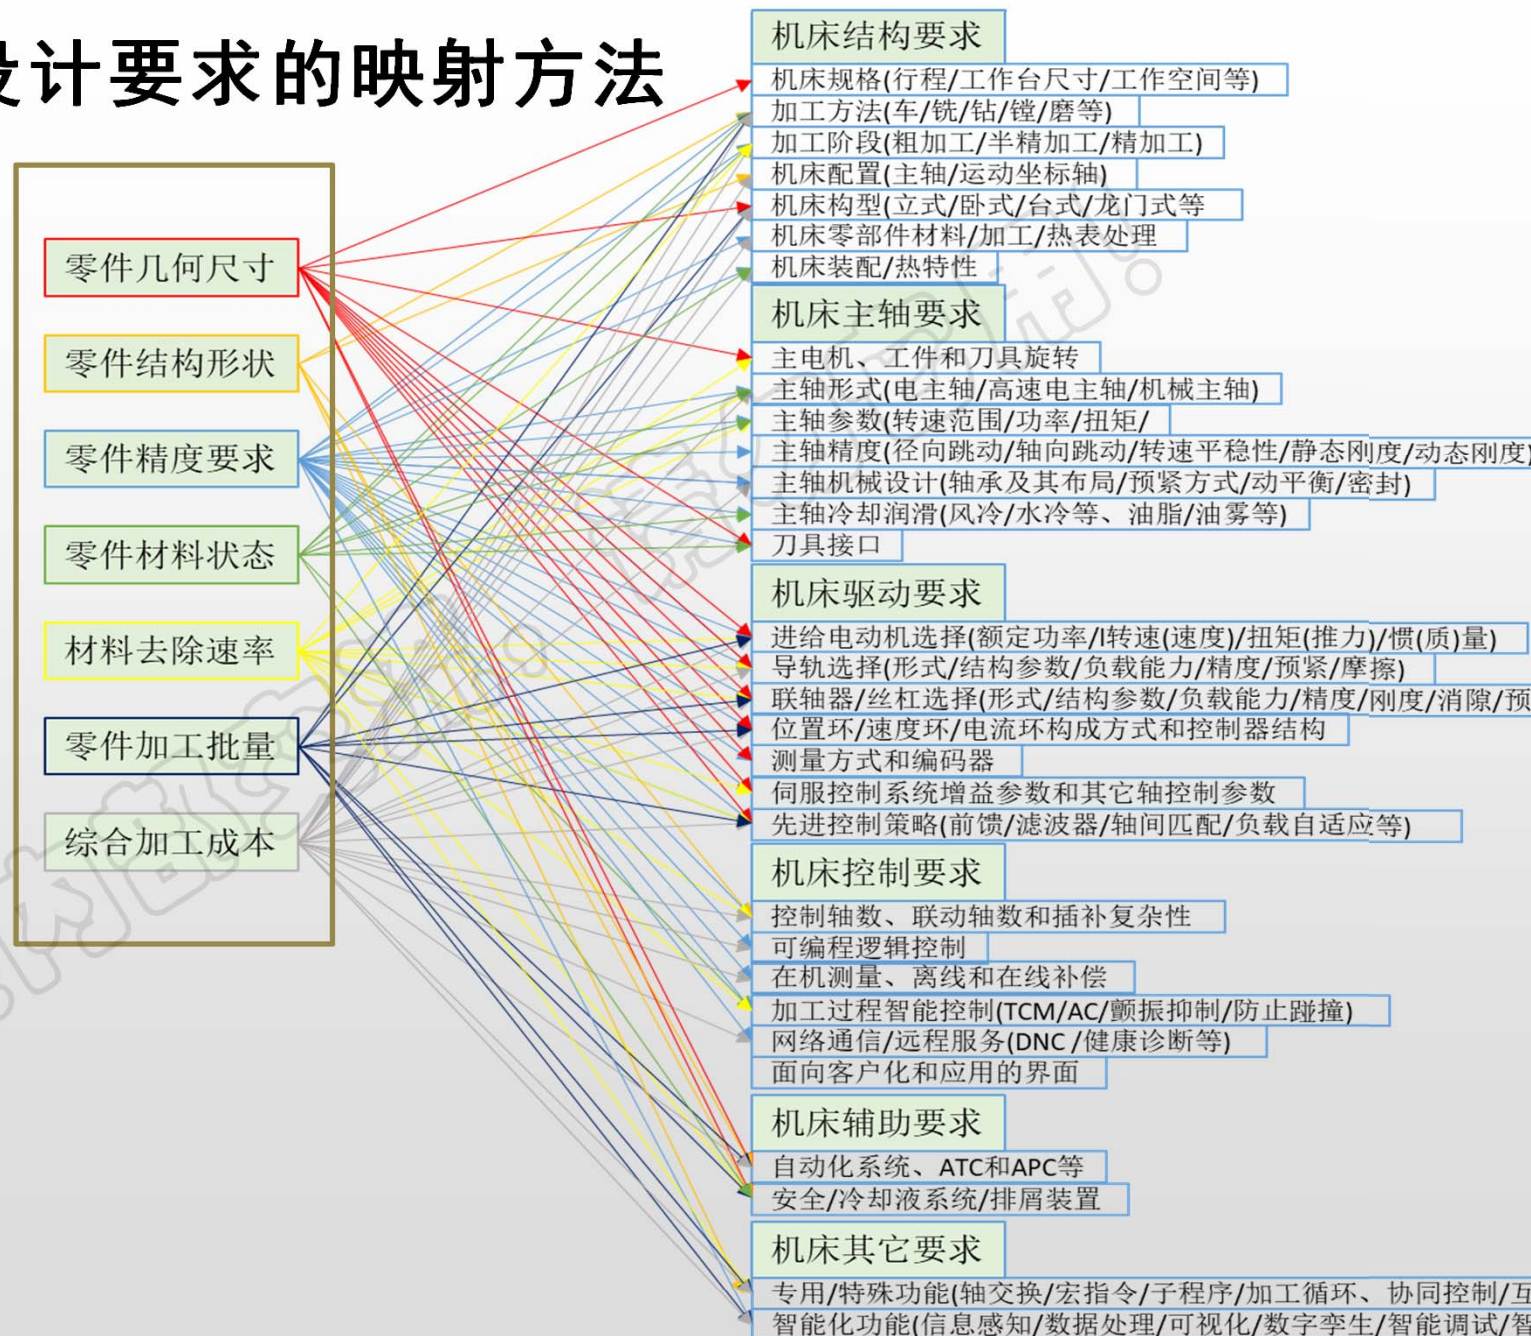 设计要求的映射方法
零件几何尺寸
零件结构形状
零件精度要求
零件材料状态
材料去除速率
零件加工批量
综合加工成本
机床结构要求
机床规格(行程/工作台尺寸/工作空间等)
加工方法(车/铣/钻/镗/磨等)
加工阶段(粗加工/半精加工/精加工)
机床配置(主轴/运动坐标轴)
机床构型(立式/卧式/台式/龙门式等
机床零部件材料/加工/热表处理
机床装配/热特性
机床主轴要求
主电机、工件和刀具旋转
主轴形式(电主轴/高速电主轴/机械主轴)
主轴参数(转速范围/功率/扭矩/
主轴精度(径向跳动/轴向跳动/转速平稳性/静态刚度/动态刚度)
主轴机械设计(轴承及其布局/预紧方式/动平衡/密封)
主轴冷却润滑(风冷/水冷等、油脂/油雾等)
刀具接口
机床驱动要求
进给电动机选择(额定功率/l转速(速度)/扭矩(推力)/惯(质)量)
导轨选择(形式/结构参数/负载能力/精度/预紧/摩擦)
联轴器/丝杠选择(形式/结构参数/负载能力/精度/刚度/消隙/预
位置环/速度环/电流环构成方式和控制器结构
测量方式和编码器
伺服控制系统增益参数和其它轴控制参数
先进控制策略(前馈/滤波器/轴间匹配/负载自适应等)
机床控制要求
控制轴数、联动轴数和插补复杂性
可编程逻辑控制
在机测量、离线和在线补偿
加工过程智能控制(TCM/AC/颤振抑制/防止碰撞)
网络通信/远程服务(DNC /健康诊断等)
面向客户化和应用的界面
机床辅助要求
自动化系统、ATC和APC等
安全/冷却液系统/排屑装置
机床其它要求
专用/特殊功能(轴交换/宏指令/子程序/加工循环、协同控制/互
智能化功能(信息感知/数据处理/可视化/数字孪生/智能调试/智